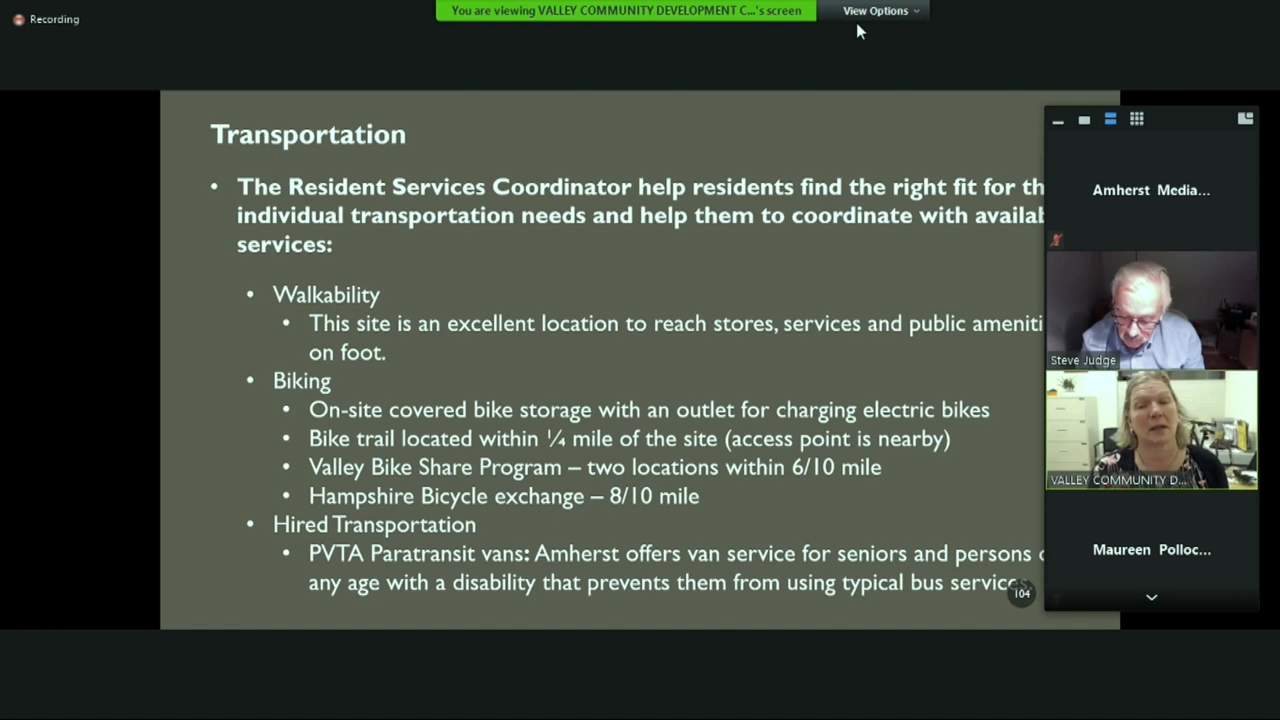 Recording
You are viewing VALLEY COMMUNITY DEVELOPMENT C...'s screen
View Options
Transportation
• The Resident Services Coordinator help residents find the right fit for th
individual transportation needs and help them to coordinate with availab
services:
• Walkability
• This site is an excellent location to reach stores, services and public ameniti
on foot.
• Biking
• On-site covered bike storage with an outlet for charging electric bikes
• Bike trail located within ¼ mile of the site (access point is nearby)
• Valley Bike Share Program – two locations within 6/10 mile
• Hampshire Bicycle exchange – 8/10 mile
• Hired Transportation
• PVTA Paratransit vans: Amherst offers van service for seniors and persons
any age with a disability that prevents them from using typical bus service
104
Amherst Media...
Steve Judge
VALLEY COMMUNITY D...
Maureen Polloc...